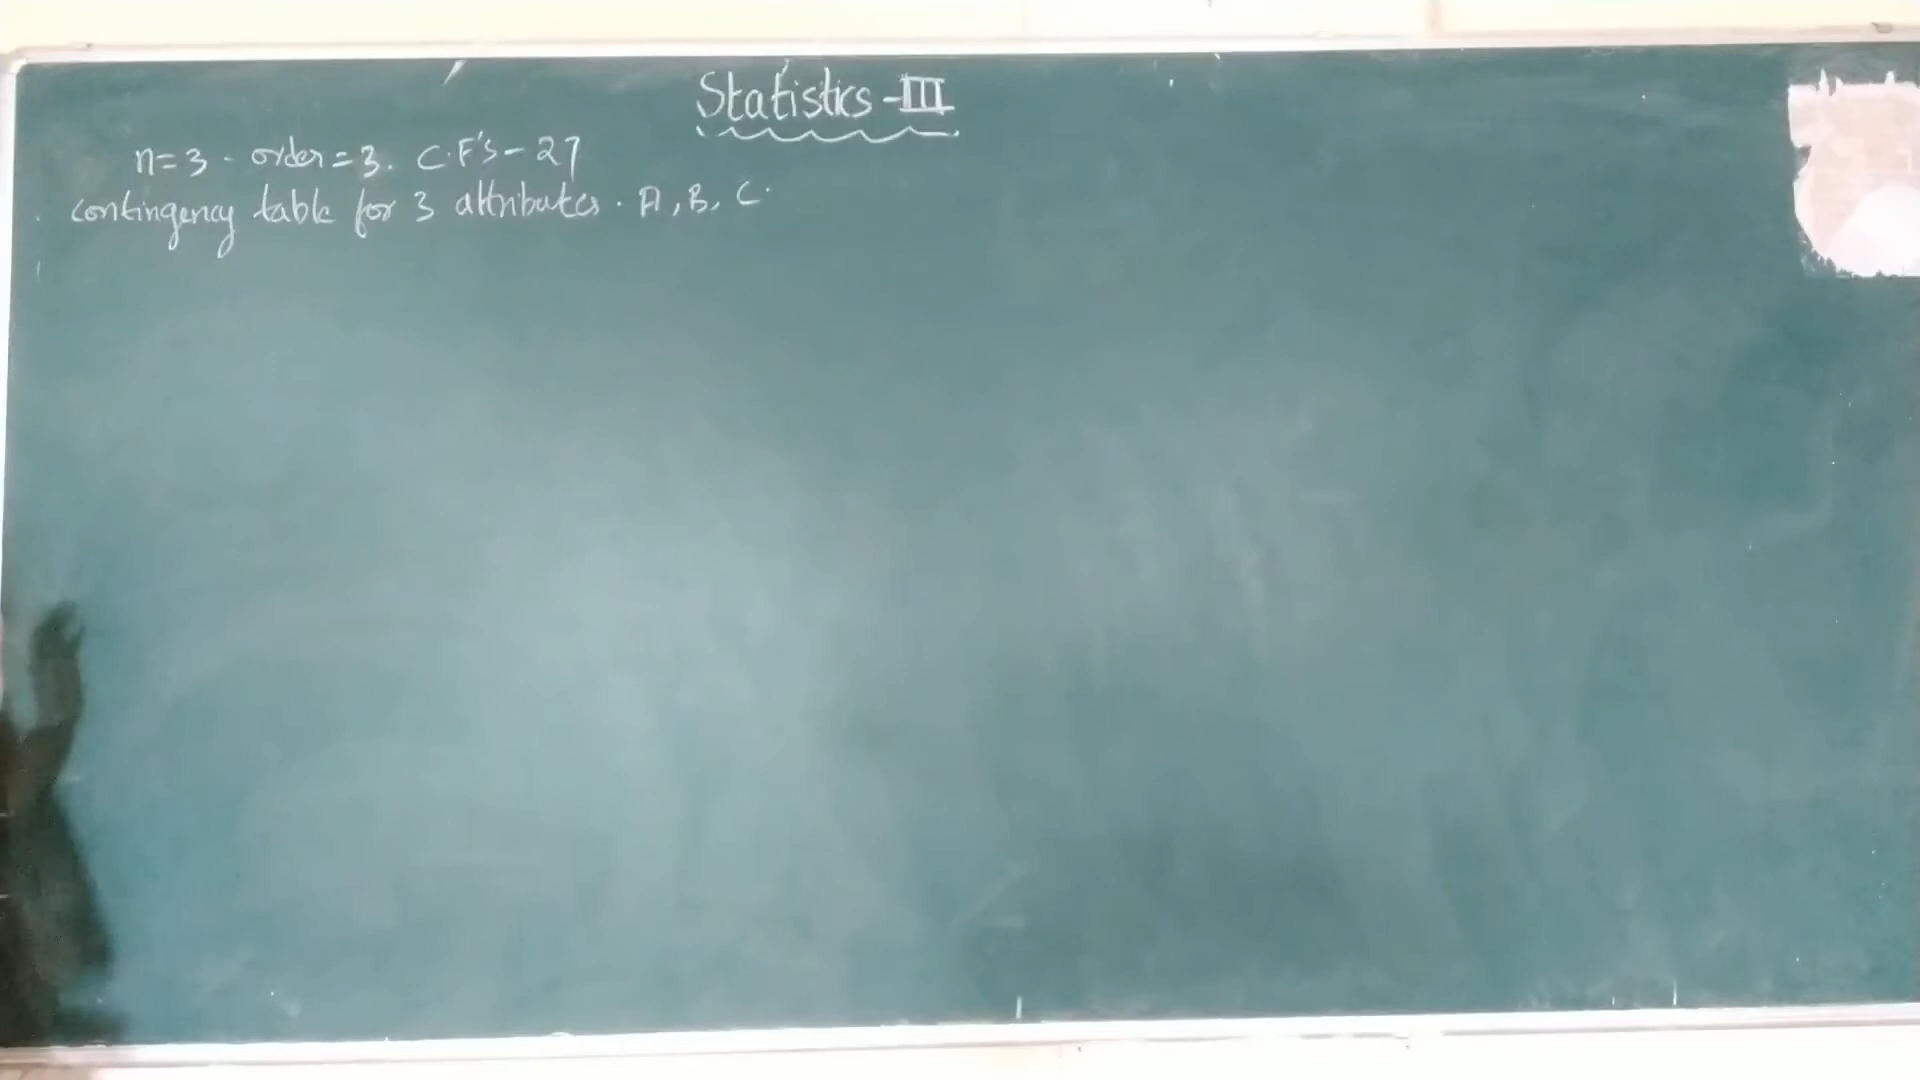 Statistics - III
n=3 - order = 3. C.F's - 27
contingency table for 3 attributes. A, B, C.